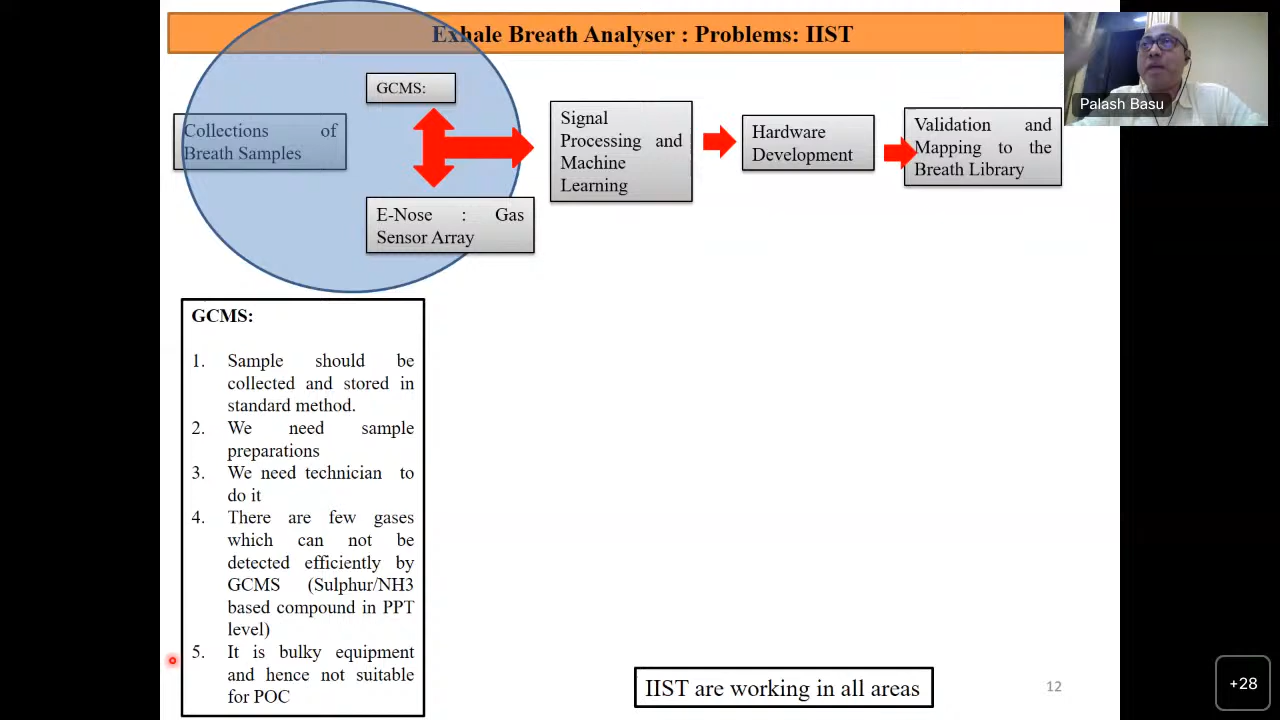 Exhale Breath Analyser : Problems: IIST
Palash Basu
GCMS:
Collections of
Breath Samples
E-Nose : Gas
Sensor Array
Signal
Processing and
Machine
Learning
Hardware
Development
Validation and
Mapping to the
Breath Library
GCMS:
1. Sample should be
collected and stored in
standard method.
2. We need sample
preparations
3. We need technician to
do it
4. There are few gases
which can not be
detected efficiently by
GCMS (Sulphur/NH3
based compound in PPT
level)
5. It is bulky equipment
and hence not suitable
for POC
IIST are working in all areas
12
+28